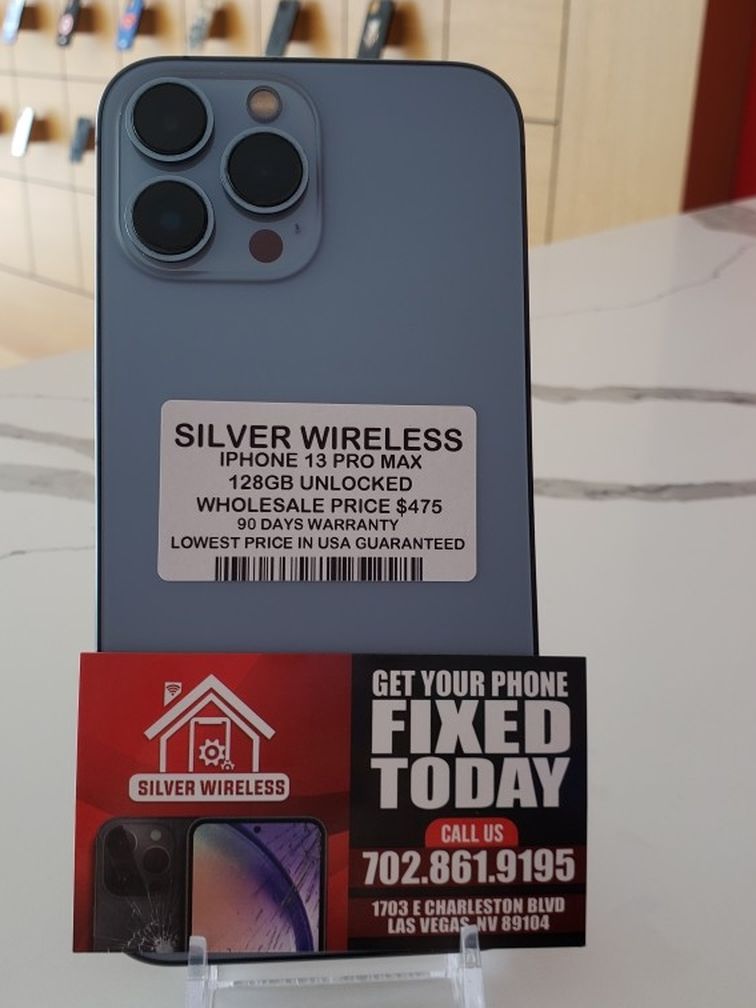 SILVER WIRELESS
IPHONE 13 PRO MAX
128GB UNLOCKED
WHOLESALE PRICE $475
90 DAYS WARRANTY
LOWEST PRICE IN USA GUARANTEED
SILVER WIRELESS
GET YOUR PHONE
FIXED
TODAY
CALL US
702.861.9195
1703 E CHARLESTON BLVD
LAS VEGAS, NV 89104